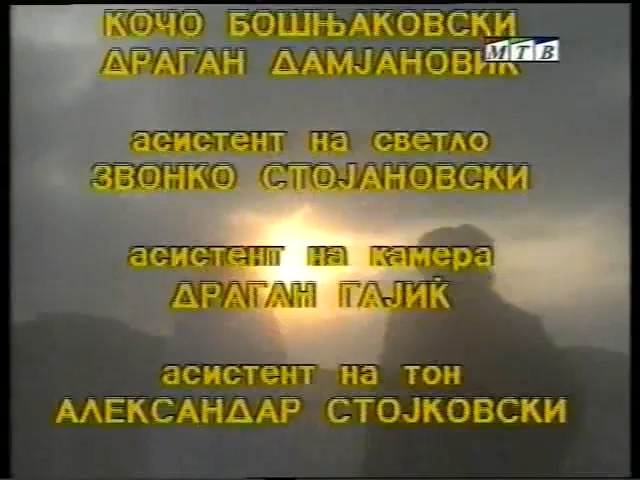 КОЧО БОШЊАКОВСКИ
МТВ
ДРАГАН ДАМЈАНОВИЌ
асистент на светло
ЗВОНКО СТОЈАНОВСКИ
асистент на камера
ДРАГАН ГАЈИЌ
асистент на тон
АЛЕКСАНДАР СТОЈКОВСКИ